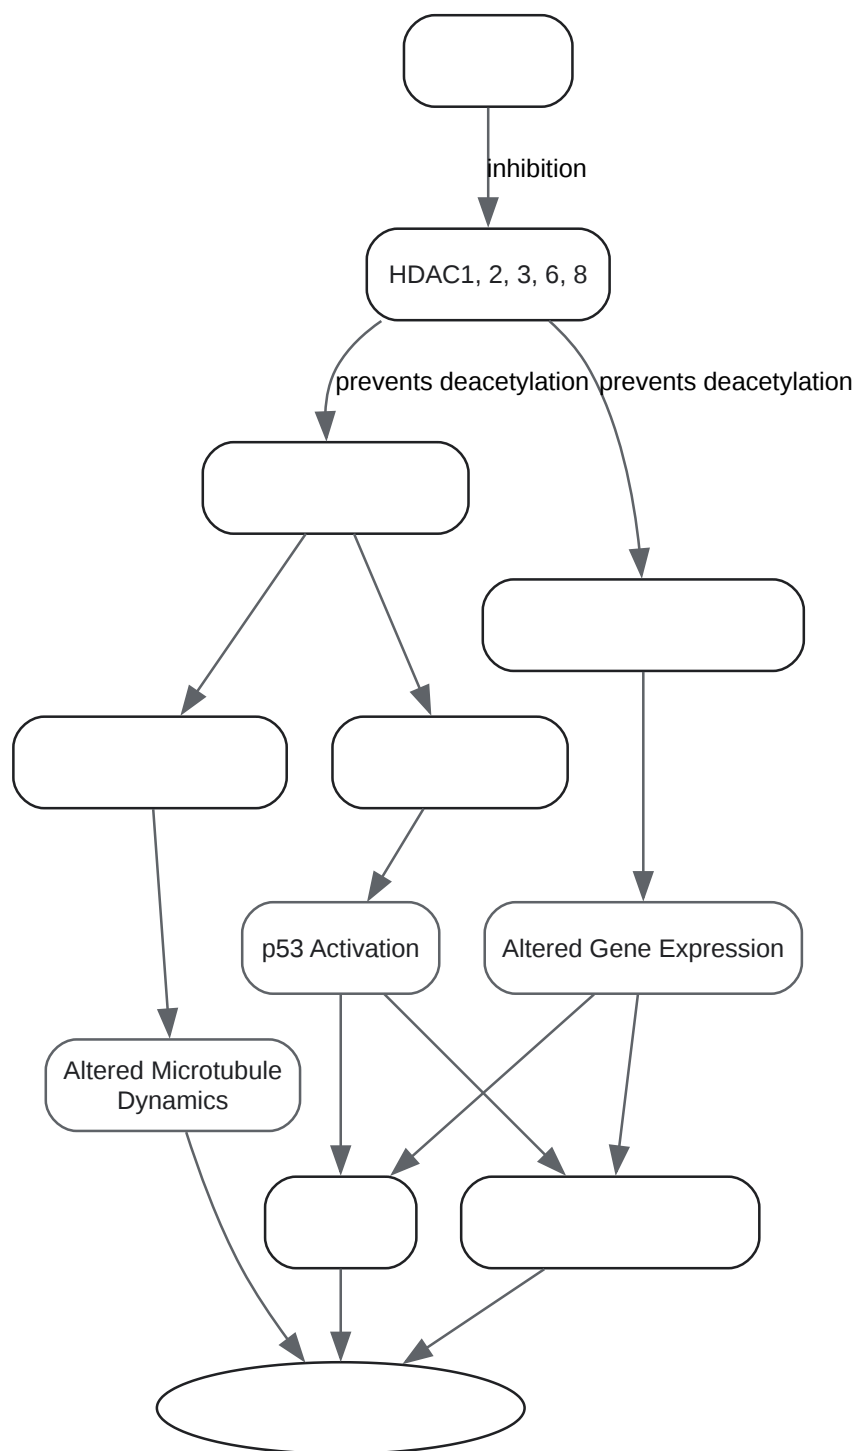 inhibition
HDAC1, 2, 3, 6, 8
prevents deacetylation
prevents deacetylation
p53 Activation
Altered Gene Expression
Altered Microtubule
Dynamics